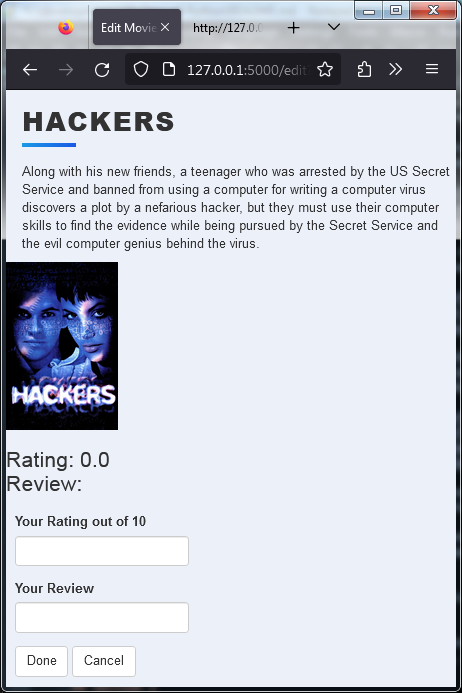 Edit Movie
http://127.0.0
127.0.0.1:5000/edit
HACKERS
Along with his new friends, a teenager who was arrested by the US Secret
Service and banned from using a computer for writing a computer virus
discovers a plot by a nefarious hacker, but they must use their computer
skills to find the evidence while being pursued by the Secret Service and
the evil computer genius behind the virus.
HACKERS
Rating: 0.0
Review:
Your Rating out of 10
Your Review
Done Cancel